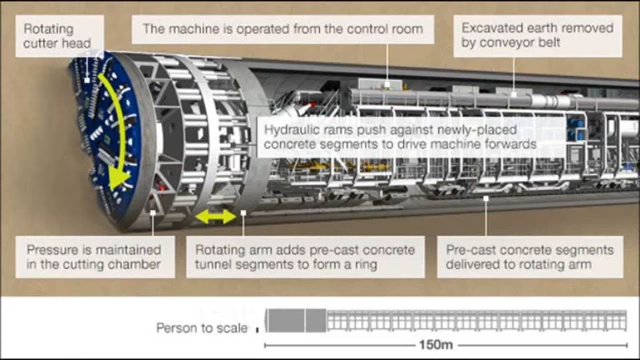 Rotating
cutter head
The machine is operated from the control room
Excavated earth removed
by conveyor belt
Hydraulic rams push against newly-placed
concrete segments to drive machine forwards
Pressure is maintained
in the cutting chamber
Rotating arm adds pre-cast concrete
tunnel segments to form a ring
Pre-cast concrete segments
delivered to rotating arm
Person to scale
150m